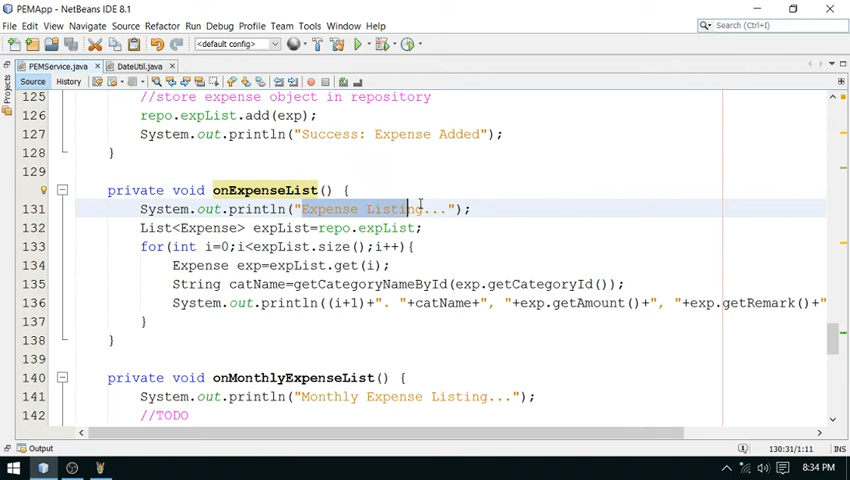 PEMApp - NetBeans IDE 8.1
File Edit View Navigate Source Refactor Run Debug Profile Team Tools Window Help
Search (Ctrl+I)
<default config>
PEMService.java DateUtil.java
Source History
Projects
125 //store expense object in repository
126 repo.expList.add(exp);
127 System.out.println("Success: Expense Added");
128 }
129
private void onExpenseList() {
131 System.out.println("Expense Listing...");
132 List<Expense> expList=repo.expList;
133 for(int i=0;i<expList.size();i++){
134 Expense exp=expList.get(i);
135 String catName=getCategoryNameById(exp.getCategoryId());
136 System.out.println((i+1)+". "+catName+", "+exp.getAmount()+", "+exp.getRemark()+"
137 }
138 }
139
140 private void onMonthlyExpenseList() {
141 System.out.println("Monthly Expense Listing...");
142 //TODO
Output
130:31/1:11 INS
8:34 PM